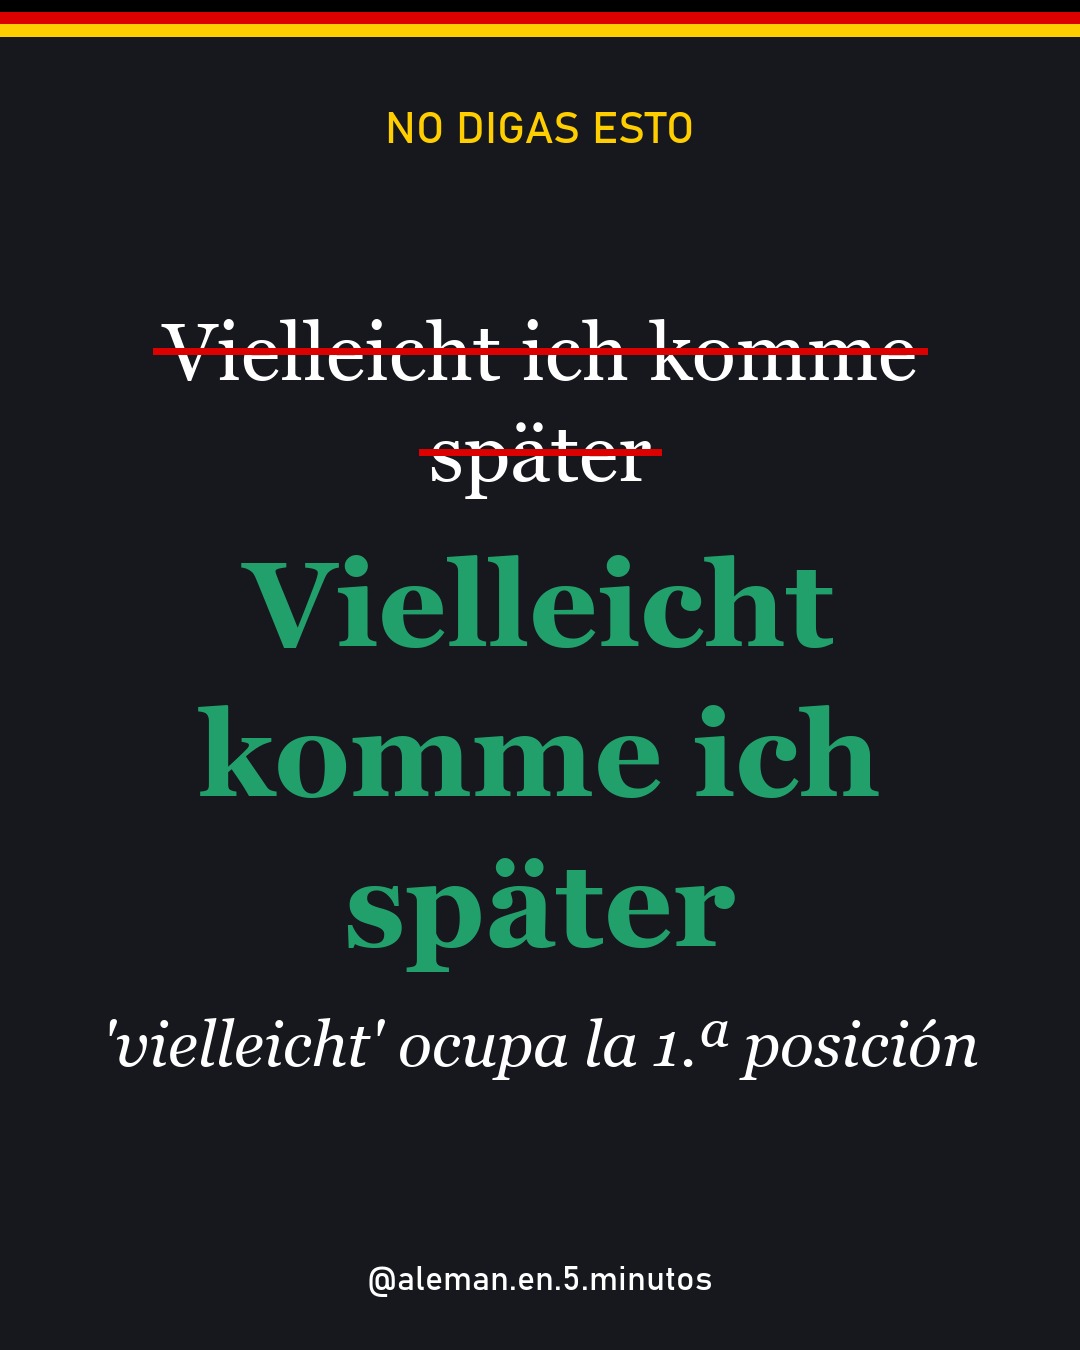 NO DIGAS ESTO
Vielleicht ich komme
später
Vielleicht
komme ich
später
'vielleicht' ocupa la 1.ª posición
@aleman.en.5.minutos